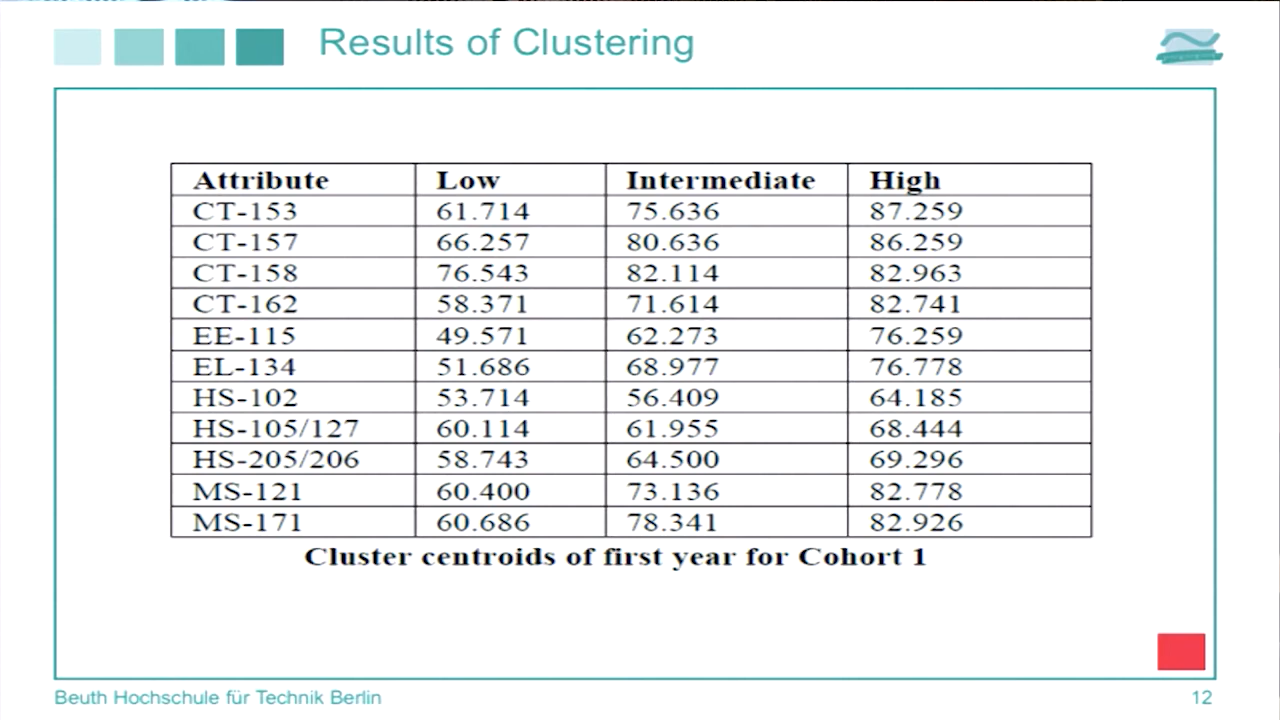 Results of Clustering
Attribute Low Intermediate High
CT-153 61.714 75.636 87.259
CT-157 66.257 80.636 86.259
CT-158 76.543 82.114 82.963
CT-162 58.371 71.614 82.741
EE-115 49.571 62.273 76.259
EL-134 51.686 68.977 76.778
HS-102 53.714 56.409 64.185
HS-105/127 60.114 61.955 68.444
HS-205/206 58.743 64.500 69.296
MS-121 60.400 73.136 82.778
MS-171 60.686 78.341 82.926
Cluster centroids of first year for Cohort 1
Beuth Hochschule für Technik Berlin 12